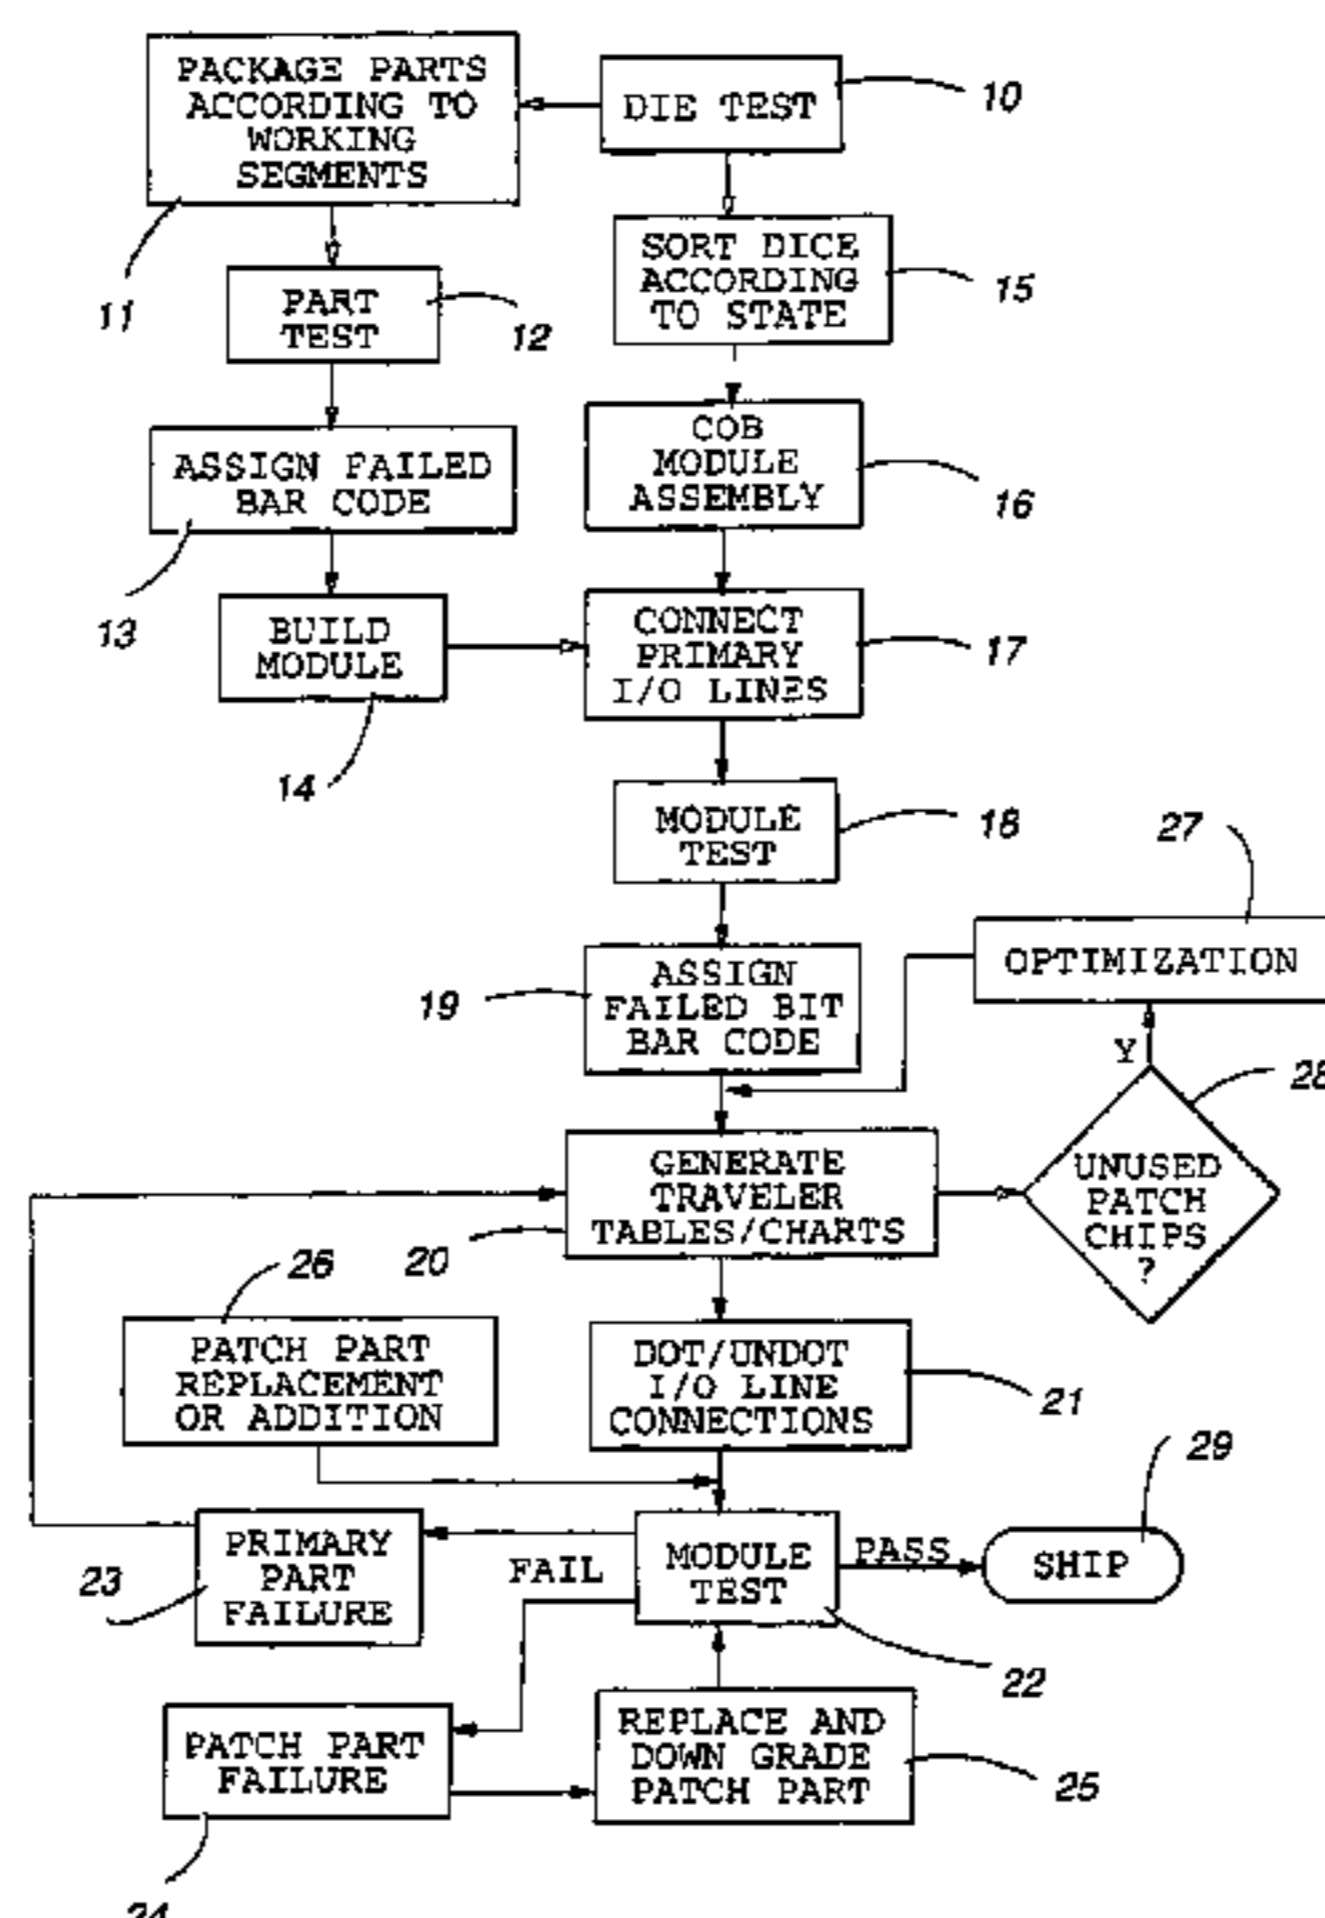 PACKAGE PARTS
ACCORDING TO
WORKING
SEGMENTS
11
DIE TEST
10
SORT DICE
ACCORDING
TO STATE
15
PART
TEST
12
COB
MODULE
ASSEMBLY
16
ASSIGN FAILED
BAR CODE
13
BUILD
MODULE
14
CONNECT
PRIMARY
I/O LINES
17
MODULE
TEST
18
27
OPTIMIZATION
ASSIGN
FAILED BIT
BAR CODE
19
Y
28
UNUSED
PATCH
CHIPS
?
GENERATE
TRAVELER
TABLES/CHARTS
20
26
PATCH PART
REPLACEMENT
OR ADDITION
DOT/UNDOT
I/O LINE
CONNECTIONS
21
29
SHIP
PRIMARY
PART
FAILURE
23
FAIL
MODULE
TEST
PASS
22
PATCH PART
FAILURE
24
REPLACE AND
DOWN GRADE
PATCH PART
25